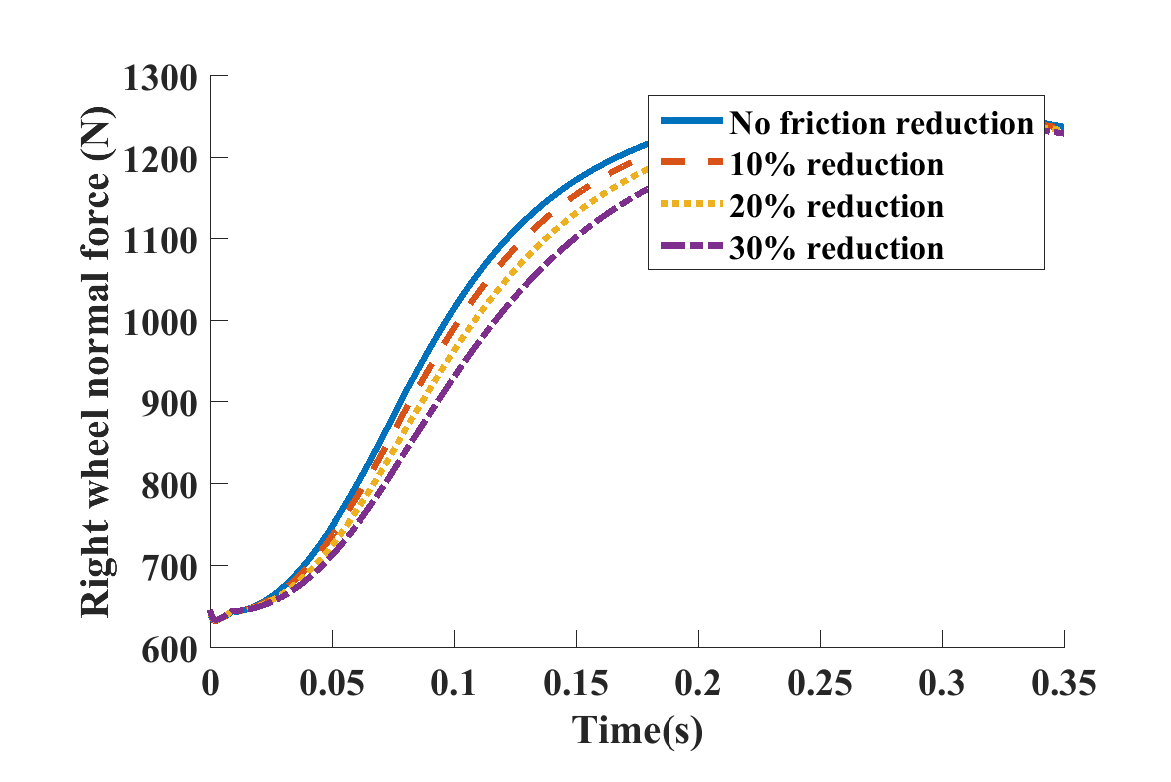 1300
1200
1100
1000
900
800
700
600
Right wheel normal force (N)
No friction reduction
10% reduction
20% reduction
30% reduction
0 0.05 0.1 0.15 0.2 0.25 0.3 0.35
Time(s)